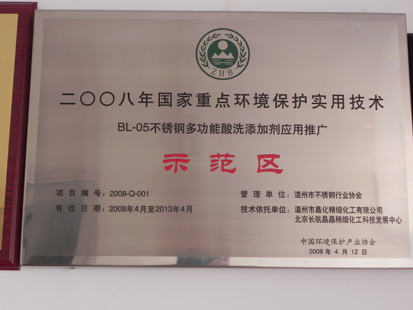 ZHB
二〇〇八年国家重点环境保护实用技术
BL-05不锈钢多功能酸洗添加剂应用推广
示范区
项目编号:2008-Q-001
管理单位:温州市不锈钢行业协会
有效日期:2008年4月至2013年4月
技术依托单位:温州市晶化精细化工有限公司
北京长航晶晶精细化工科技发展中心
中国环境保护产业协会
2008年4月12日